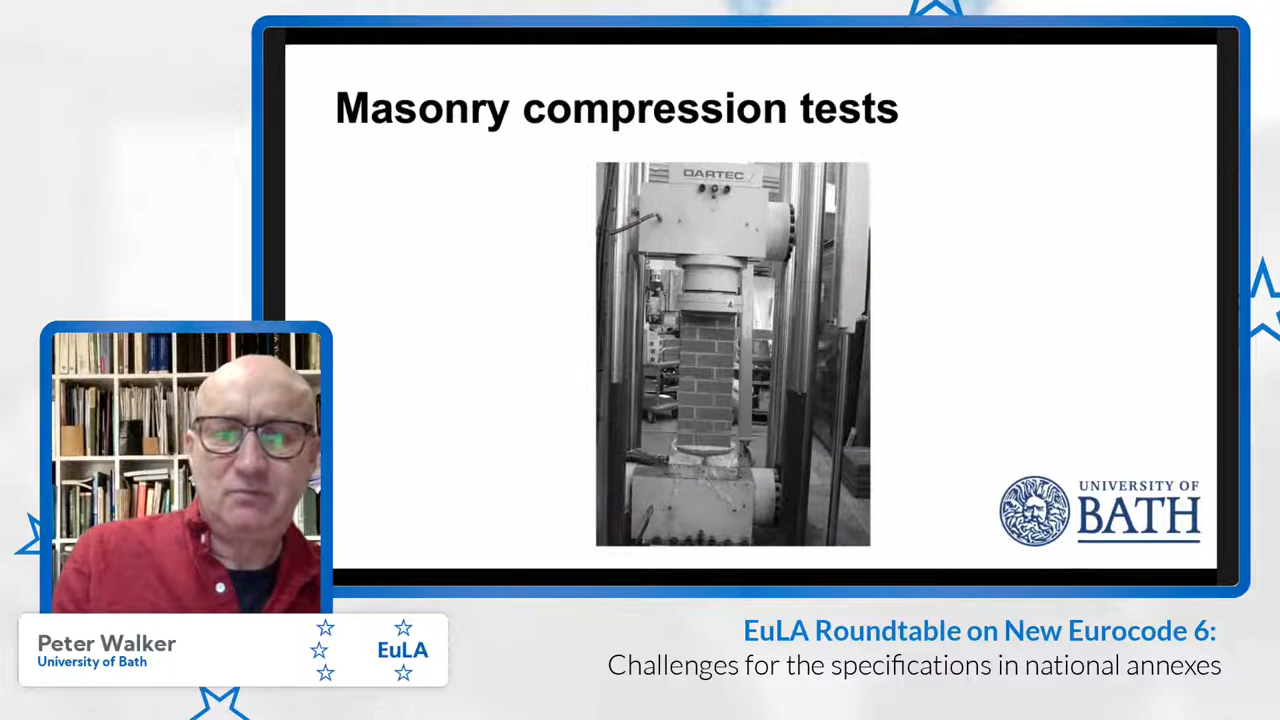 Masonry compression tests
DARTEC
UNIVERSITY OF
BATH
Peter Walker
University of Bath
EuLA
EuLA Roundtable on New Eurocode 6:
Challenges for the specifications in national annexes